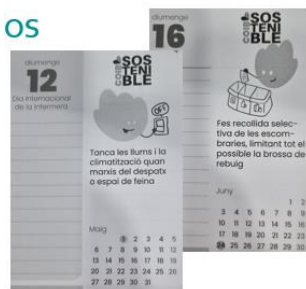 os
diumenge
12
Dia Internacional
de la Infermera
SOS
TENI
BLE
OFF
Tanca les llums i la
climatització quan
marxis del despatx
o espai de feina
Maig
1 2 3 4 5
6 7 8 9 10 11 12
13 14 15 16 17 18 19
20 21 22 23 24 25 26
27 28 29 30 31
diumenge
16
SOS
TENI
BLE
Fes recollida selec-
tiva de les escom-
braries, limitant tot el
possible la brossa de
rebuig
Juny
1 2
3 4 5 6 7 8 9
10 11 12 13 14 15 16
17 18 19 20 21 22 23
24 25 26 27 28 29 30